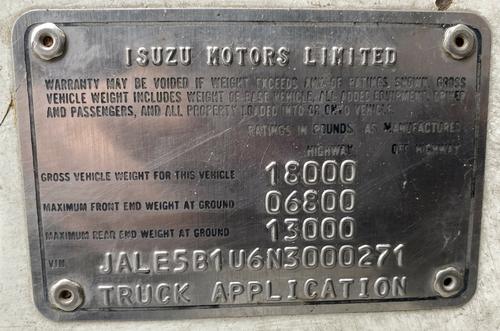 ISUZU MOTORS LIMITED
WARRANTY MAY BE VOIDED IF WEIGHT EXCEEDS ANY OF RATINGS SHOWN. GROSS
VEHICLE WEIGHT INCLUDES WEIGHT OF BASE VEHICLE, ALL ADDED EQUIPMENT, DRIVER
AND PASSENGERS, AND ALL PROPERTY LOADED INTO OR ONTO VEHICLE.
RATINGS IN POUNDS AS MANUFACTURED
HIGHWAY OFF HIGHWAY
GROSS VEHICLE WEIGHT FOR THIS VEHICLE 18000
MAXIMUM FRONT END WEIGHT AT GROUND 06800
MAXIMUM REAR END WEIGHT AT GROUND 13000
VIN JALE5B1U6N3000271
TRUCK APPLICATION